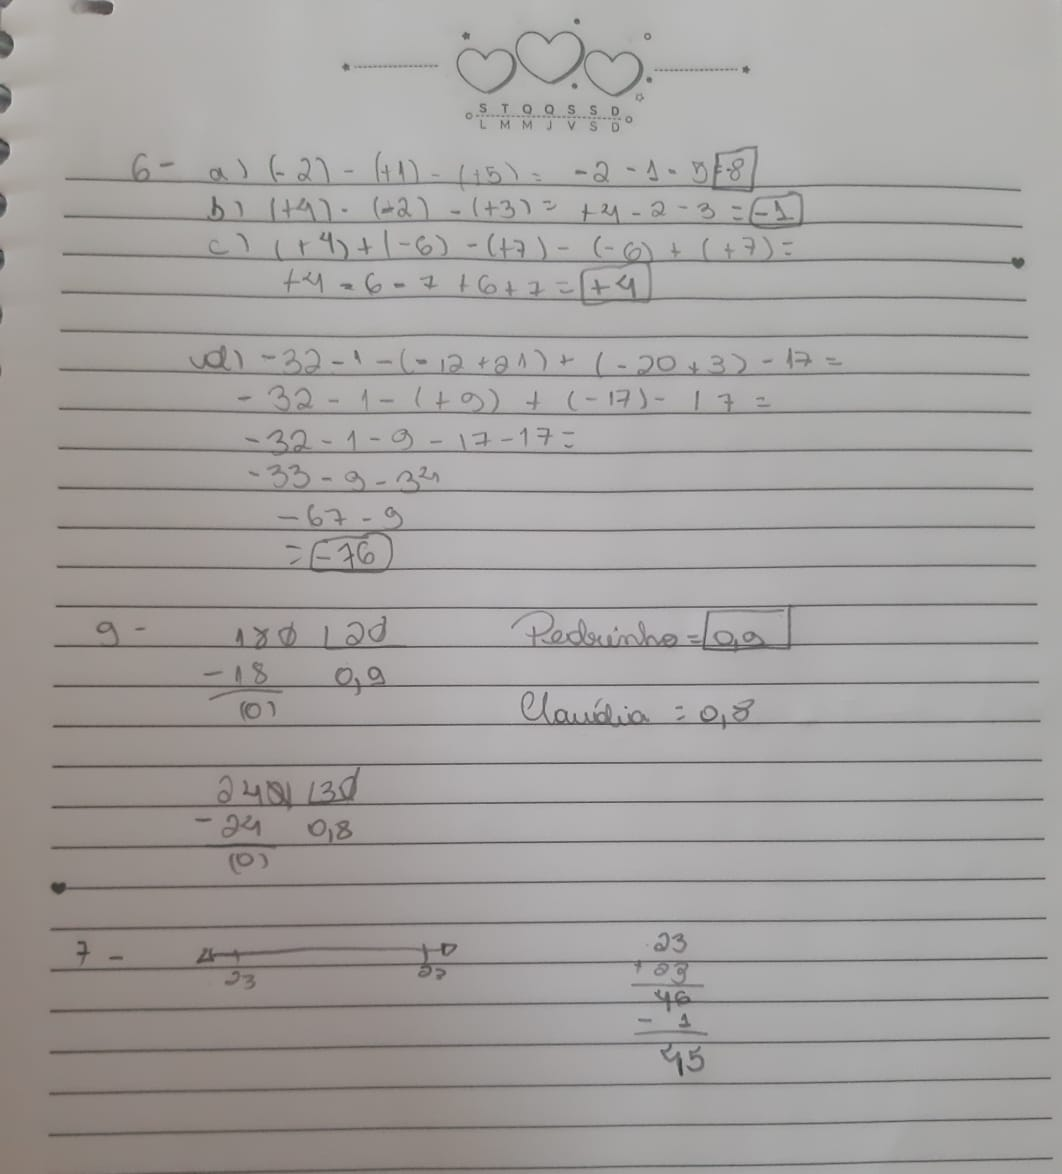 S T Q Q S S D
L M M J V S D
6- a) (-2) - (+1) - (+5) = -2 - 1 - 5 = -8
b) (+4) - (+2) - (+3) = +4 - 2 - 3 = -1
c) (+4) + (-6) - (+7) - (-6) + (+7) =
+4 - 6 - 7 + 6 + 7 = +4
d) -32 - 1 - (-12 + 21) + (-20 + 3) - 17 =
-32 - 1 - (+9) + (-17) - 17 =
-32 - 1 - 9 - 17 - 17 =
-33 - 9 - 34
-67 - 9
= -76
9- 180 20 Pedrinho = 0,9
-18 0,9
(0) Claudia = 0,8
240 30
-24 0,8
(0)
7 - 23
23 + 23
46
- 1
45